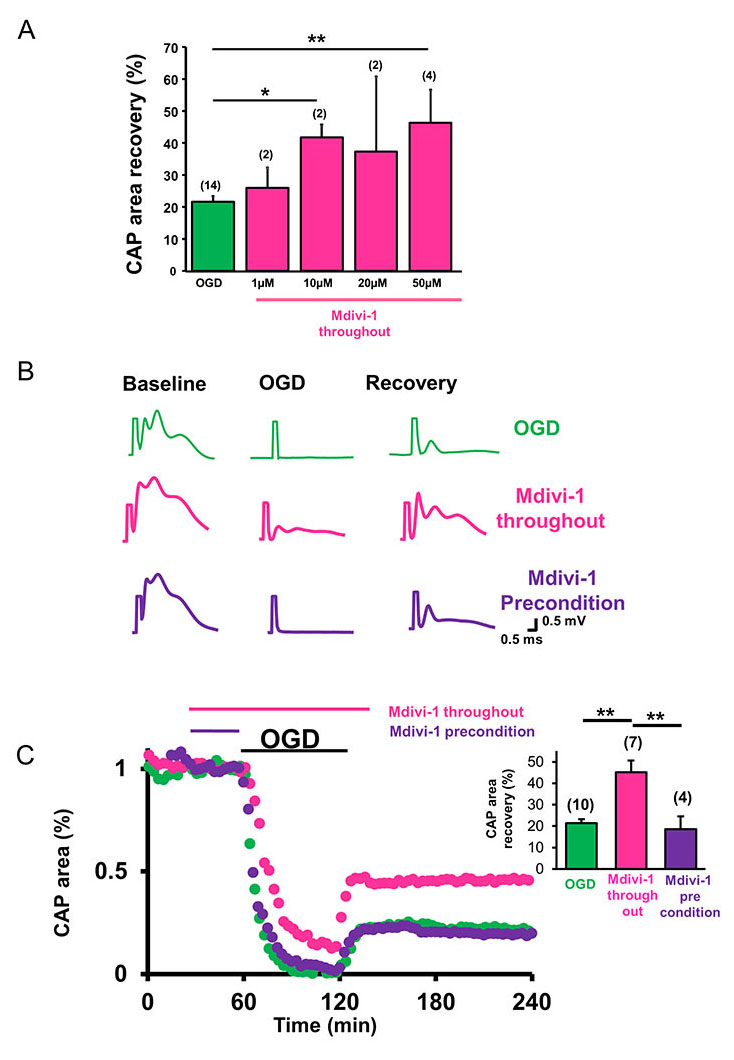 A
CAP area recovery (%)
70
60
50
40
30
20
10
0
**
*
(14)
(2)
(2)
(2)
(4)
OGD 1µM 10µM 20µM 50µM
Mdivi-1
throughout
B
Baseline OGD Recovery
OGD
Mdivi-1
throughout
Mdivi-1
Precondition
0.5 mV
0.5 ms
C
Mdivi-1 throughout
Mdivi-1 precondition
OGD
CAP area (%)
1
0.5
0
0 60 120 180 240
Time (min)
** **
CAP area
recovery (%)
50
40
30
20
10
0
(10)
(7)
(4)
OGD
Mdivi-1
through
out
Mdivi-1
pre
condition